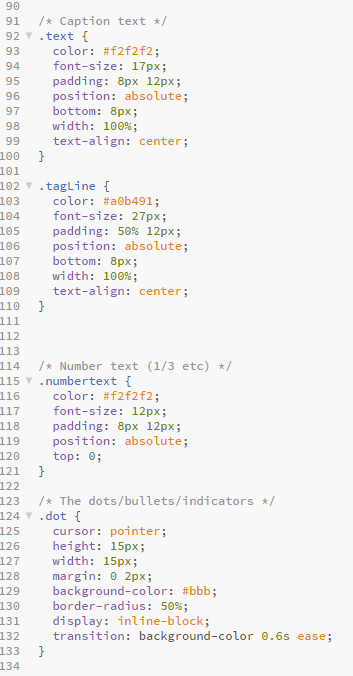 90
91 /* Caption text */
92 .text {
93 color: #f2f2f2;
94 font-size: 17px;
95 padding: 8px 12px;
96 position: absolute;
97 bottom: 8px;
98 width: 100%;
99 text-align: center;
100 }
101
102 .tagLine {
103 color: #a0b491;
104 font-size: 27px;
105 padding: 50% 12px;
106 position: absolute;
107 bottom: 8px;
108 width: 100%;
109 text-align: center;
110 }
111
112
113
114 /* Number text (1/3 etc) */
115 .numbertext {
116 color: #f2f2f2;
117 font-size: 12px;
118 padding: 8px 12px;
119 position: absolute;
120 top: 0;
121 }
122
123 /* The dots/bullets/indicators */
124 .dot {
125 cursor: pointer;
126 height: 15px;
127 width: 15px;
128 margin: 0 2px;
129 background-color: #bbb;
130 border-radius: 50%;
131 display: inline-block;
132 transition: background-color 0.6s ease;
133 }
134